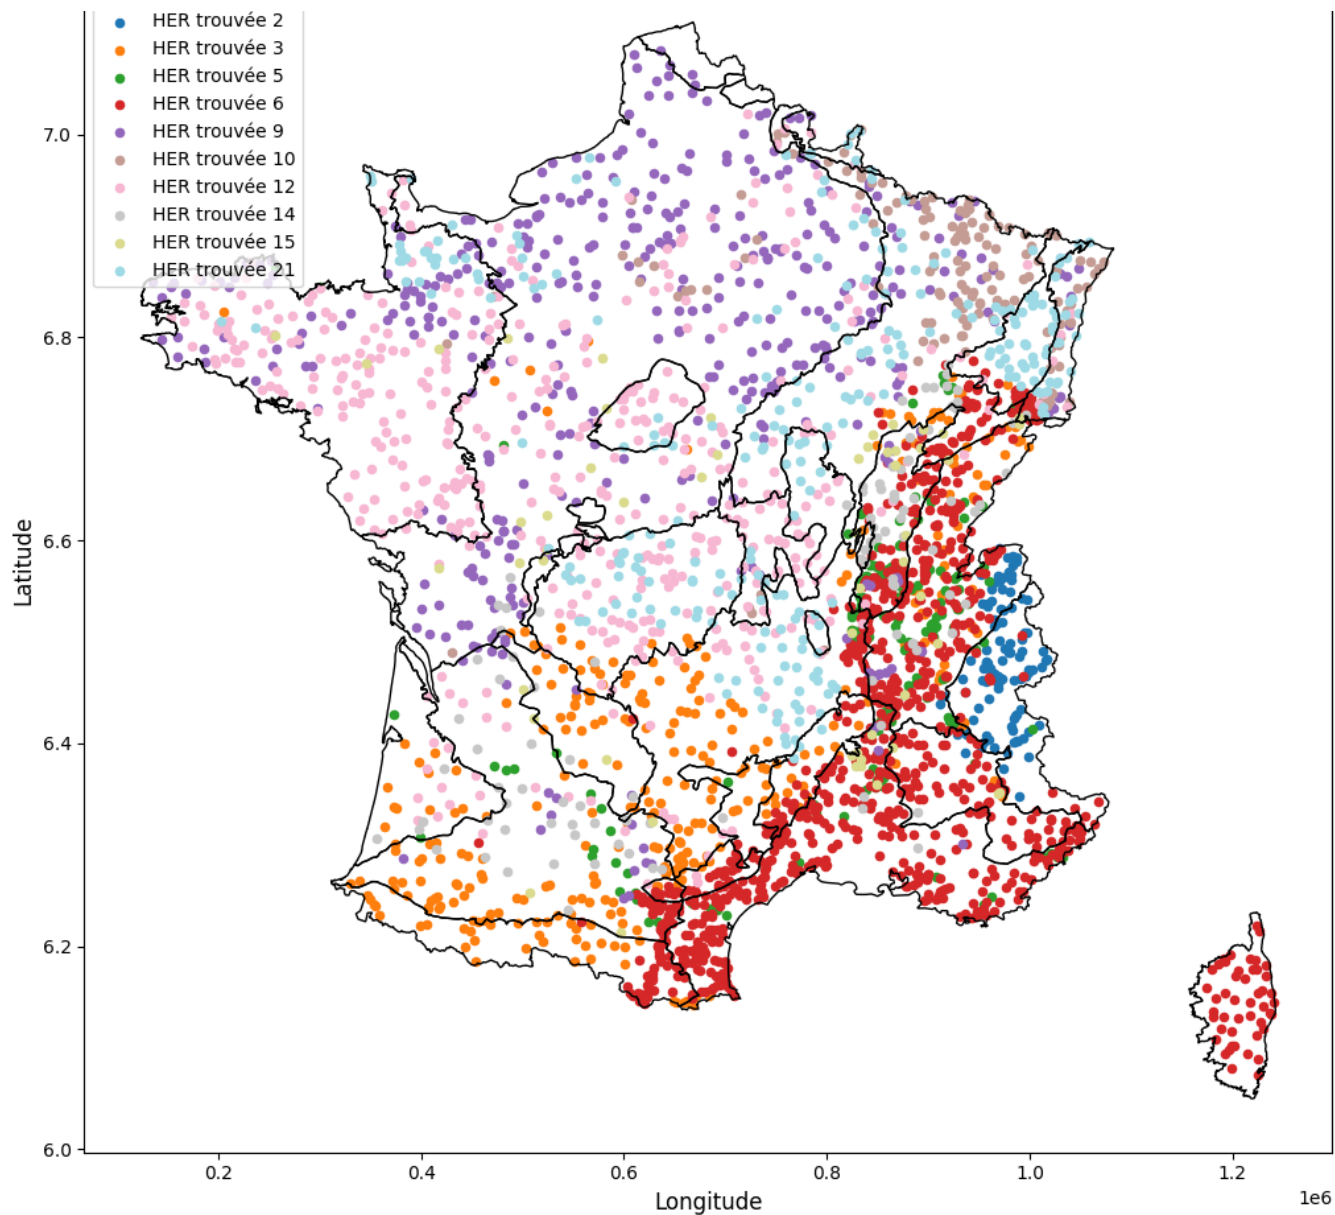 HER trouvée 2
HER trouvée 3
HER trouvée 5
HER trouvée 6
HER trouvée 9
HER trouvée 10
HER trouvée 12
HER trouvée 14
HER trouvée 15
HER trouvée 21
7.0
6.8
6.6
6.4
6.2
6.0
Latitude
0.2 0.4 0.6 0.8 1.0 1.2
1e6
Longitude